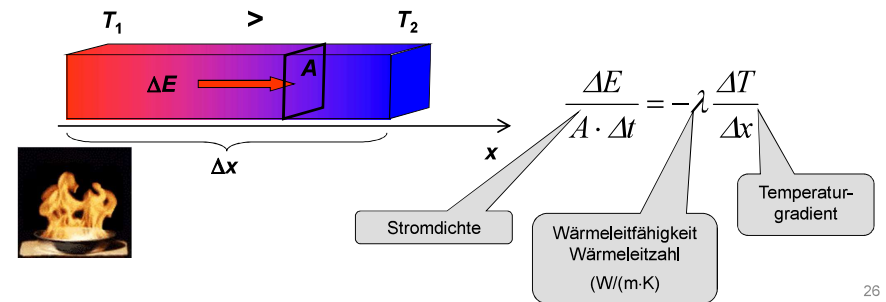 T1 > T2
ΔE
A
Δx
x
ΔE / (A · Δt) = −λ ΔT / Δx
Stromdichte
Wärmeleitfähigkeit
Wärmeleitzahl
(W/(m·K)
Temperatur-
gradient
26